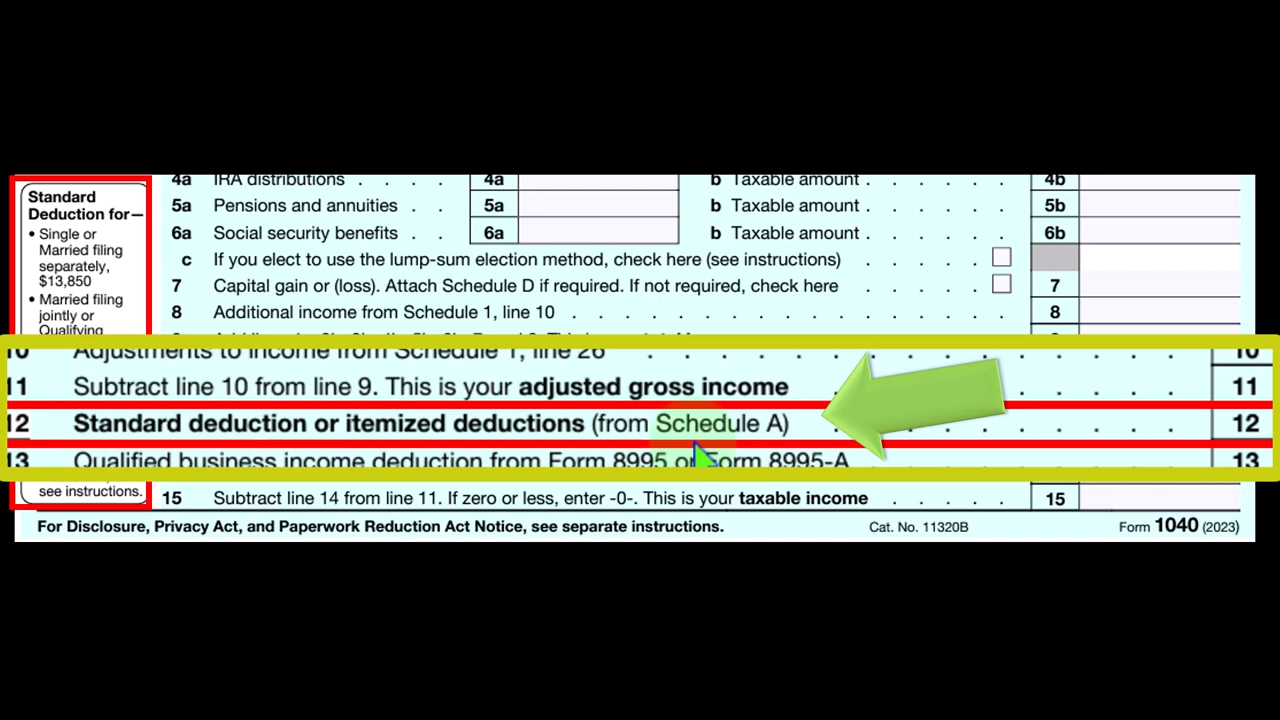 Standard
Deduction for—
• Single or
Married filing
separately,
$13,850
• Married filing
jointly or
Qualifying
4a IRA distributions . . . . 4a b Taxable amount . . . . . . 4b
5a Pensions and annuities . . 5a b Taxable amount . . . . . . 5b
6a Social security benefits . . 6a b Taxable amount . . . . . . 6b
c If you elect to use the lump-sum election method, check here (see instructions) . . . . .
7 Capital gain or (loss). Attach Schedule D if required. If not required, check here . . . . . 7
8 Additional income from Schedule 1, line 10 . . . . . . . . . . . . . . . . . 8
10 Adjustments to income from Schedule 1, line 26 . . . . . . . . . . . . . 10
11 Subtract line 10 from line 9. This is your adjusted gross income . . . . . . . . . 11
12 Standard deduction or itemized deductions (from Schedule A) . . . . . . . . . 12
13 Qualified business income deduction from Form 8995 or Form 8995-A . . . . . . . . 13
see instructions.
15 Subtract line 14 from line 11. If zero or less, enter -0-. This is your taxable income . . . . . 15
For Disclosure, Privacy Act, and Paperwork Reduction Act Notice, see separate instructions. Cat. No. 11320B Form 1040 (2023)